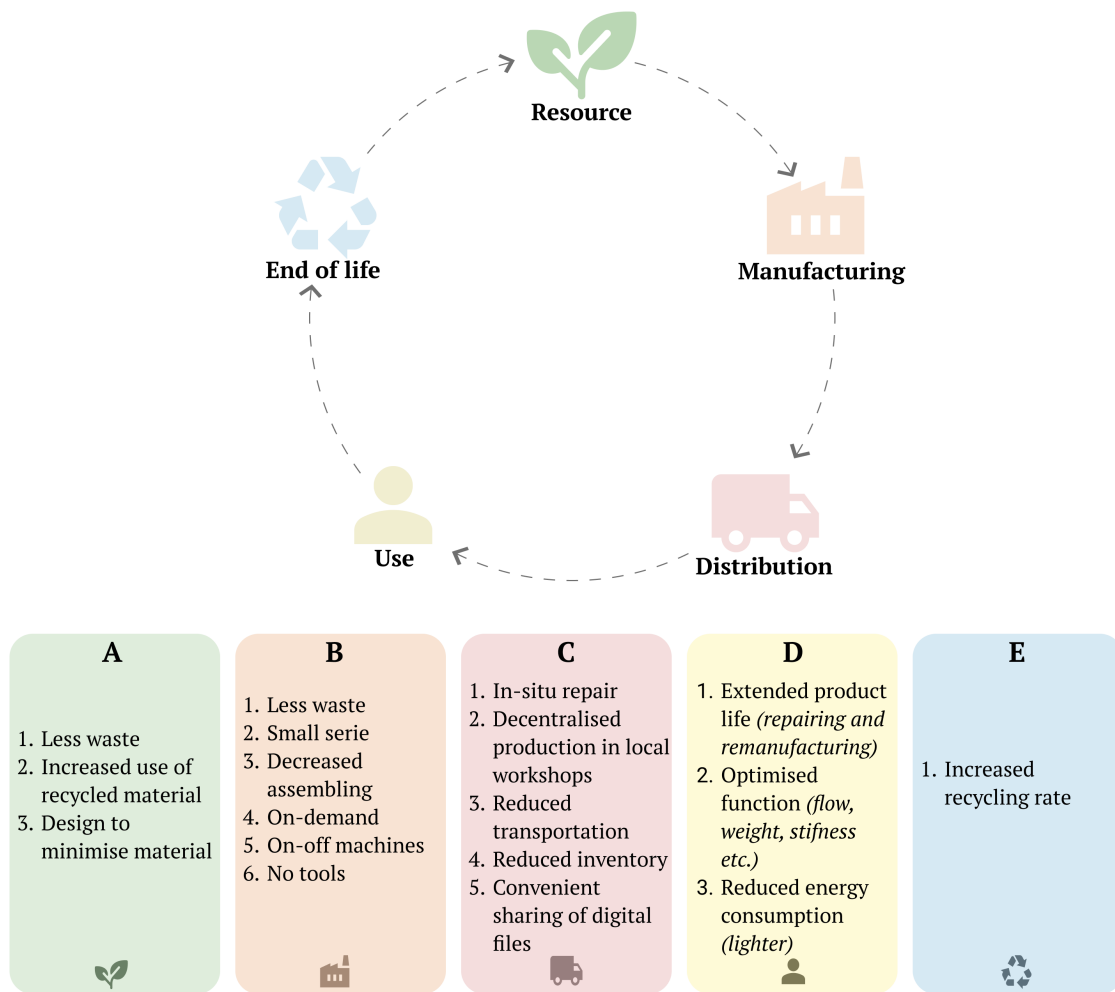 Resource
End of life
Manufacturing
Use
Distribution
A
1. Less waste
2. Increased use of
recycled material
3. Design to
minimise material
B
1. Less waste
2. Small serie
3. Decreased
assembling
4. On-demand
5. On-off machines
6. No tools
C
1. In-situ repair
2. Decentralised
production in local
workshops
3. Reduced
transportation
4. Reduced inventory
5. Convenient
sharing of digital
files
D
1. Extended product
life (repairing and
remanufacturing)
2. Optimised
function (flow,
weight, stifness
etc.)
3. Reduced energy
consumption
(lighter)
E
1. Increased
recycling rate